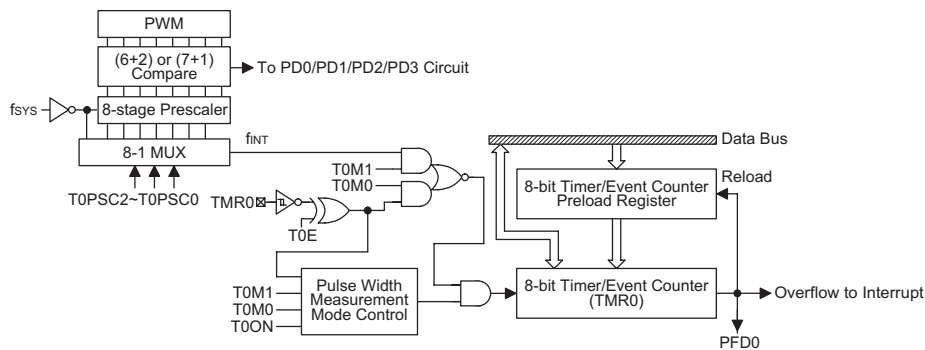 PWM
(6+2) or (7+1)
Compare
To PD0/PD1/PD2/PD3 Circuit
fSYS
8-stage Prescaler
8-1 MUX
fINT
T0PSC2~T0PSC0
T0M1
T0M0
TMR0
T0E
Data Bus
8-bit Timer/Event Counter
Preload Register
Reload
T0M1
T0M0
T0ON
Pulse Width
Measurement
Mode Control
8-bit Timer/Event Counter
(TMR0)
Overflow to Interrupt
PFD0